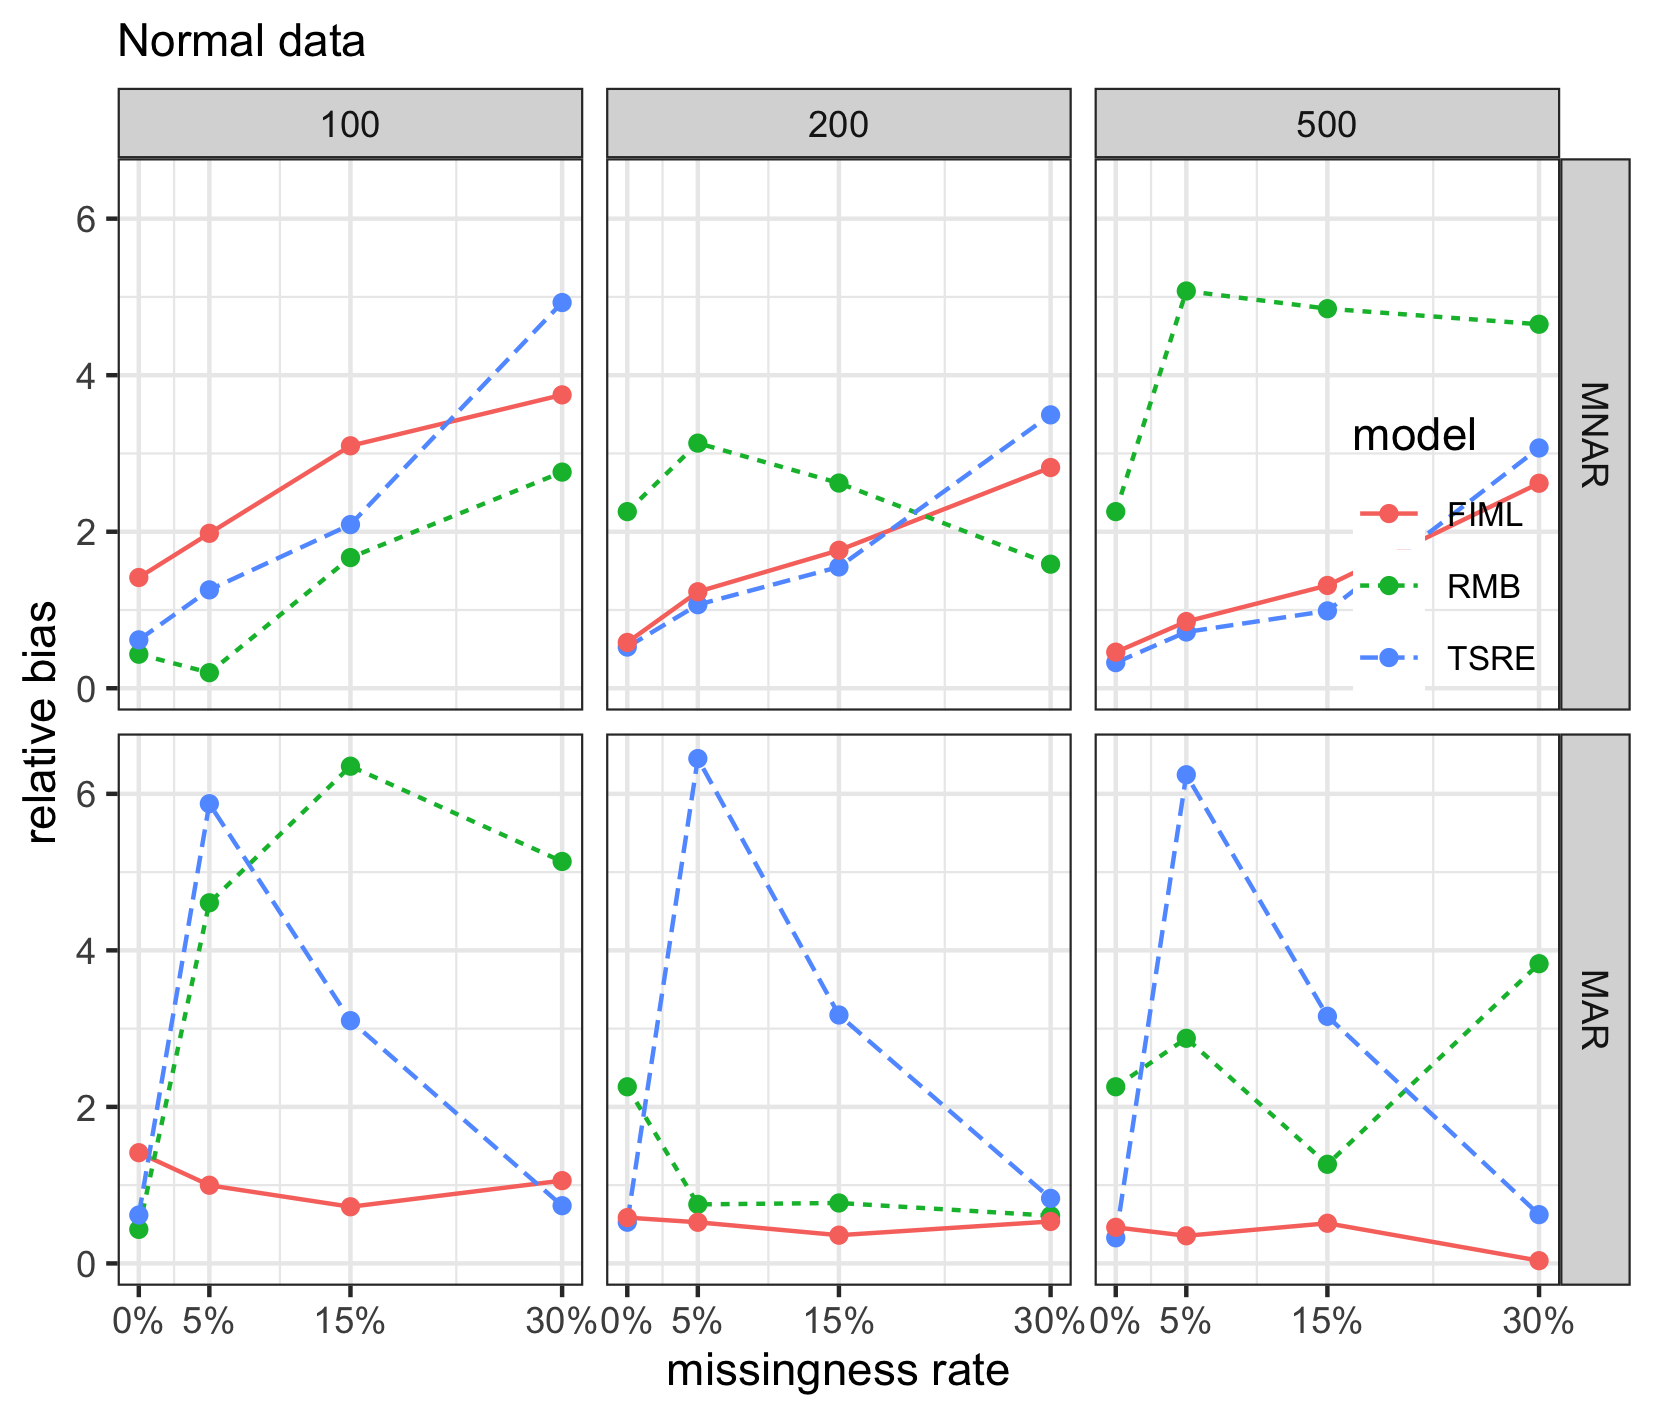 Normal data
100
200
500
6
4
2
0
MNAR
model
FIML
RMB
TSRE
6
4
2
0
MAR
0% 5% 15% 30%
0% 5% 15% 30%
0% 5% 15% 30%
relative bias
missingness rate